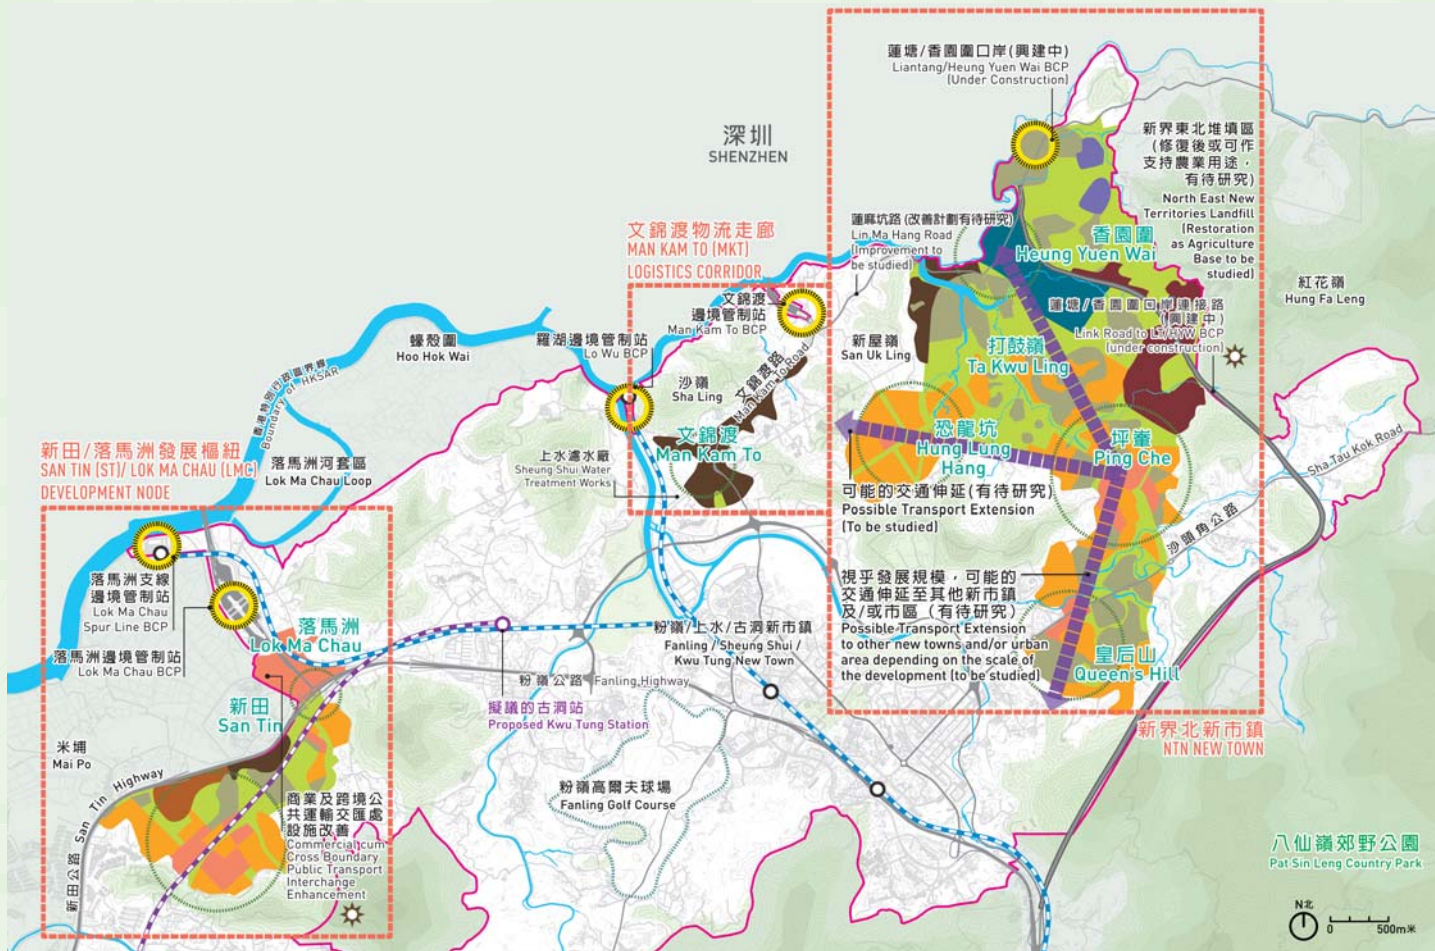 蓮塘/香園圍口岸(興建中)
Liantang/Heung Yuen Wai BCP
(Under Construction)
深圳
SHENZHEN
新界東北堆填區
(修復後或可作
支持農業用途，
有待研究)
North East New
Territories Landfill
(Restoration
as Agriculture
Base to be
studied)
文錦渡物流走廊
MAN KAM TO (MKT)
LOGISTICS CORRIDOR
蓮麻坑路(改善計劃有待研究)
Lin Ma Hang Road
(Improvement to
be studied)
香園圍
Heung Yuen Wai
紅花嶺
Hung Fa Leng
文錦渡
邊境管制站
Man Kam To BCP
蓮塘/香園圍口岸連接路
(興建中)
Link Road to LT/HYW BCP
(under construction)
蠔殼圍
Hoo Hok Wai
羅湖邊境管制站
Lo Wu BCP
新屋嶺
San Uk Ling
打鼓嶺
Ta Kwu Ling
香港特別行政區界線
Boundary of HKSAR
沙嶺
Sha Ling
文錦渡路
Man Kam To Road
新田/落馬洲發展樞紐
SAN TIN (ST)/ LOK MA CHAU (LMC)
DEVELOPMENT NODE
落馬洲河套區
Lok Ma Chau Loop
上水濾水廠
Sheung Shui Water
Treatment Works
文錦渡
Man Kam To
恐龍坑
Hung Lung
Hang
坪輋
Ping Che
Sha Tau Kok Road
沙頭角公路
可能的交通伸延(有待研究)
Possible Transport Extension
(To be studied)
落馬洲支線
邊境管制站
Lok Ma Chau
Spur Line BCP
視乎發展規模，可能的
交通伸延至其他新市鎮
及/或市區（有待研究）
Possible Transport Extension
to other new towns and/or urban
area depending on the scale of
the development (to be studied)
落馬洲
Lok Ma Chau
落馬洲邊境管制站
Lok Ma Chau BCP
粉嶺/上水/古洞新市鎮
Fanling / Sheung Shui /
Kwu Tung New Town
皇后山
Queen's Hill
粉嶺公路 Fanling Highway
新田
San Tin
擬議的古洞站
Proposed Kwu Tung Station
新界北新市鎮
NTN NEW TOWN
米埔
Mai Po
新田公路 San Tin Highway
商業及跨境公
共運輸交匯處
設施改善
Commercial cum
Cross Boundary
Public Transport
Interchange
Enhancement
粉嶺高爾夫球場
Fanling Golf Course
八仙嶺郊野公園
Pat Sin Leng Country Park
N北
0 500m米